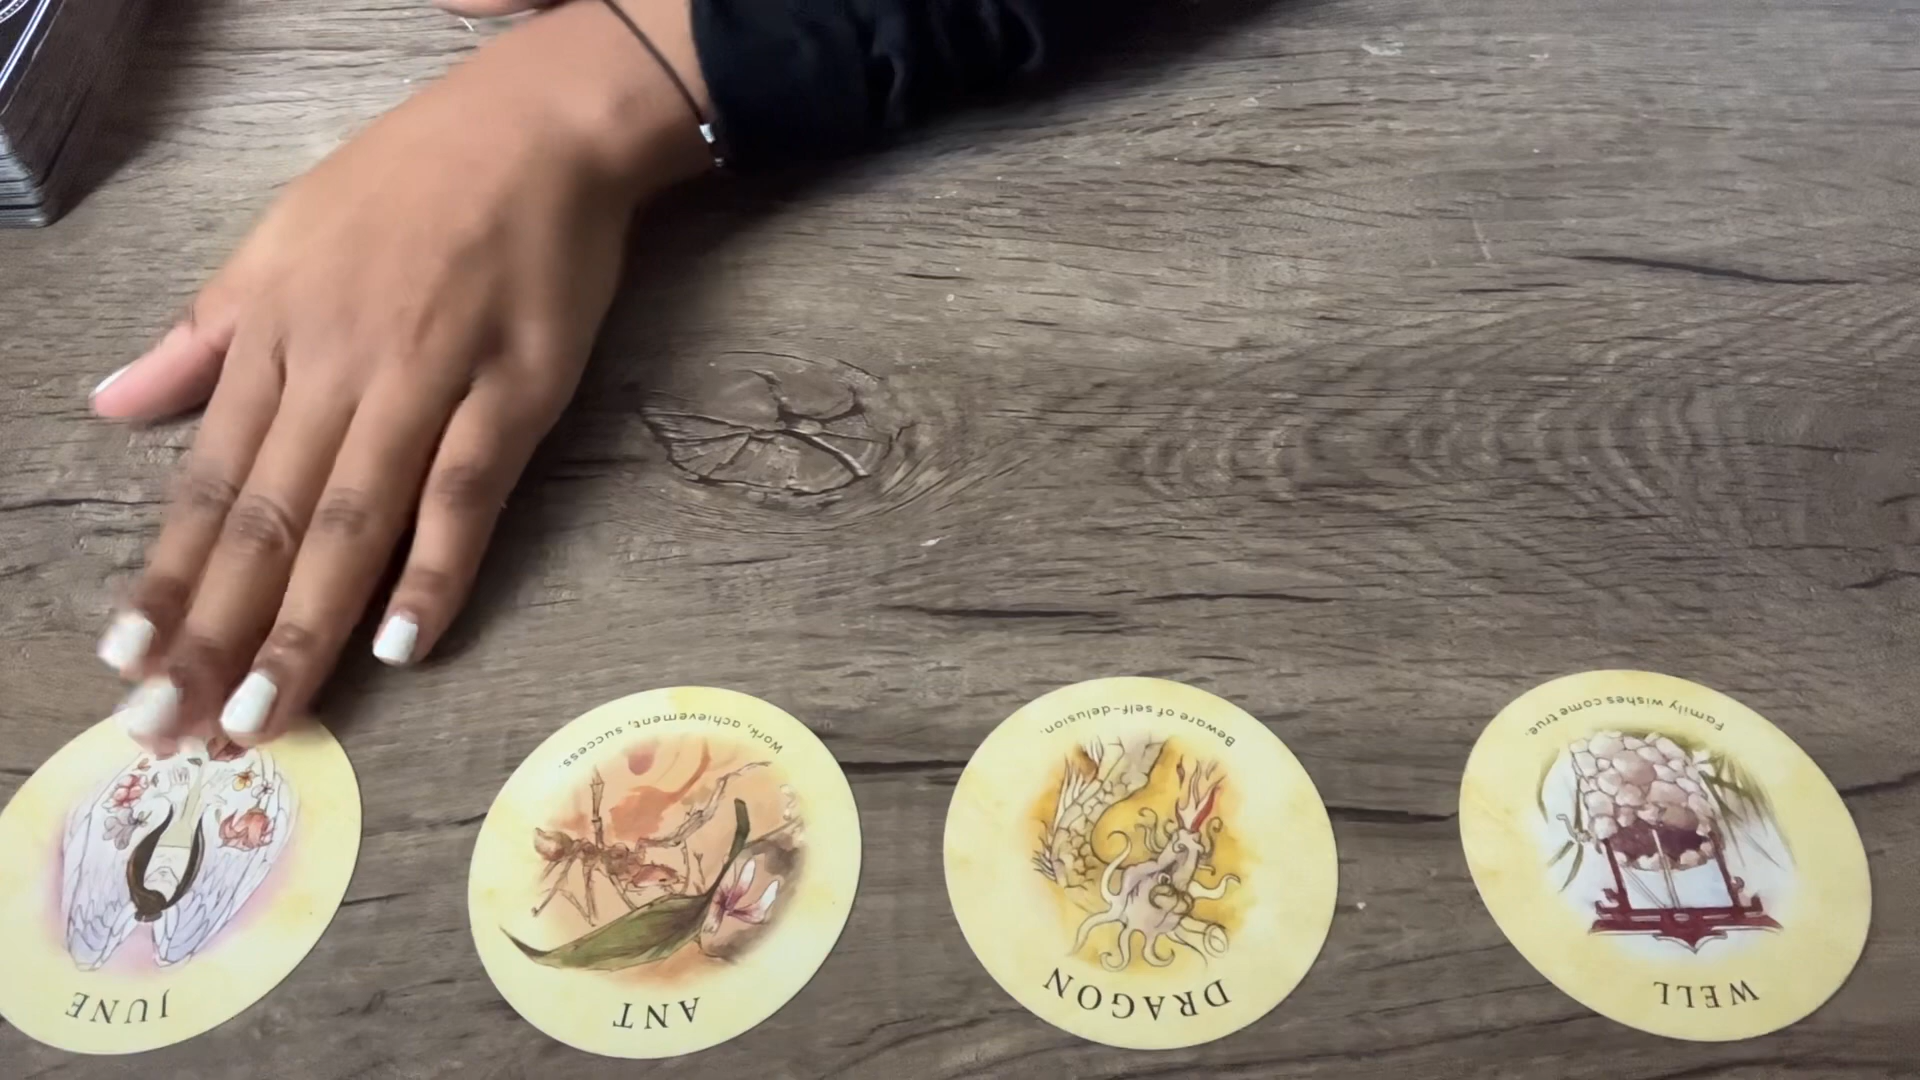 JUNE
ANT
Work, achievement, success.
DRAGON
Beware of self-delusion.
WELL
Family wishes come true.